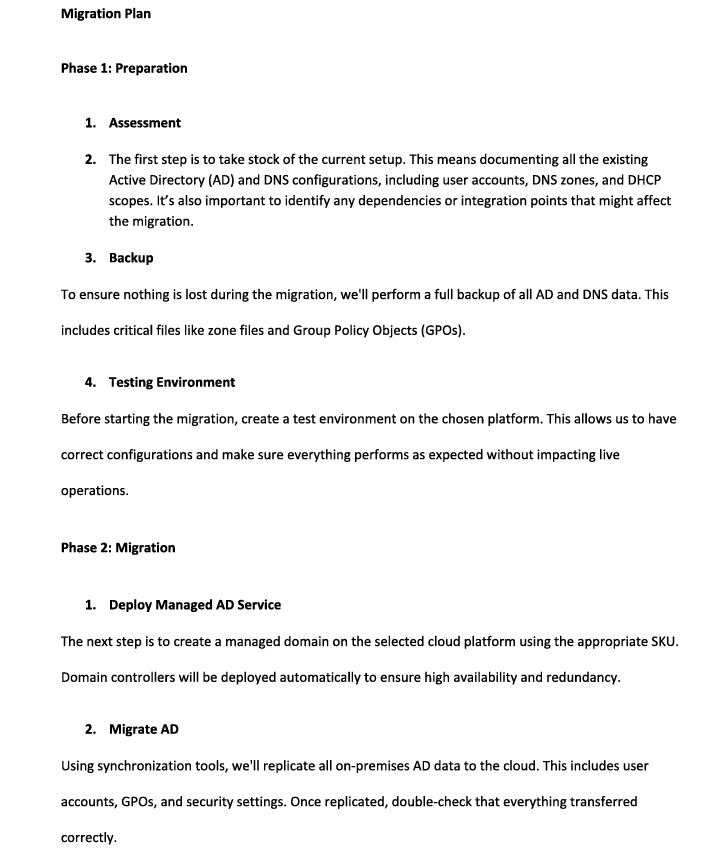 Migration Plan
Phase 1: Preparation
1. Assessment
2. The first step is to take stock of the current setup. This means documenting all the existing
Active Directory (AD) and DNS configurations, including user accounts, DNS zones, and DHCP
scopes. It's also important to identify any dependencies or integration points that might affect
the migration.
3. Backup
To ensure nothing is lost during the migration, we'll perform a full backup of all AD and DNS data. This
includes critical files like zone files and Group Policy Objects (GPOs).
4. Testing Environment
Before starting the migration, create a test environment on the chosen platform. This allows us to have
correct configurations and make sure everything performs as expected without impacting live
operations.
Phase 2: Migration
1. Deploy Managed AD Service
The next step is to create a managed domain on the selected cloud platform using the appropriate SKU.
Domain controllers will be deployed automatically to ensure high availability and redundancy.
2. Migrate AD
Using synchronization tools, we'll replicate all on-premises AD data to the cloud. This includes user
accounts, GPOs, and security settings. Once replicated, double-check that everything transferred
correctly.